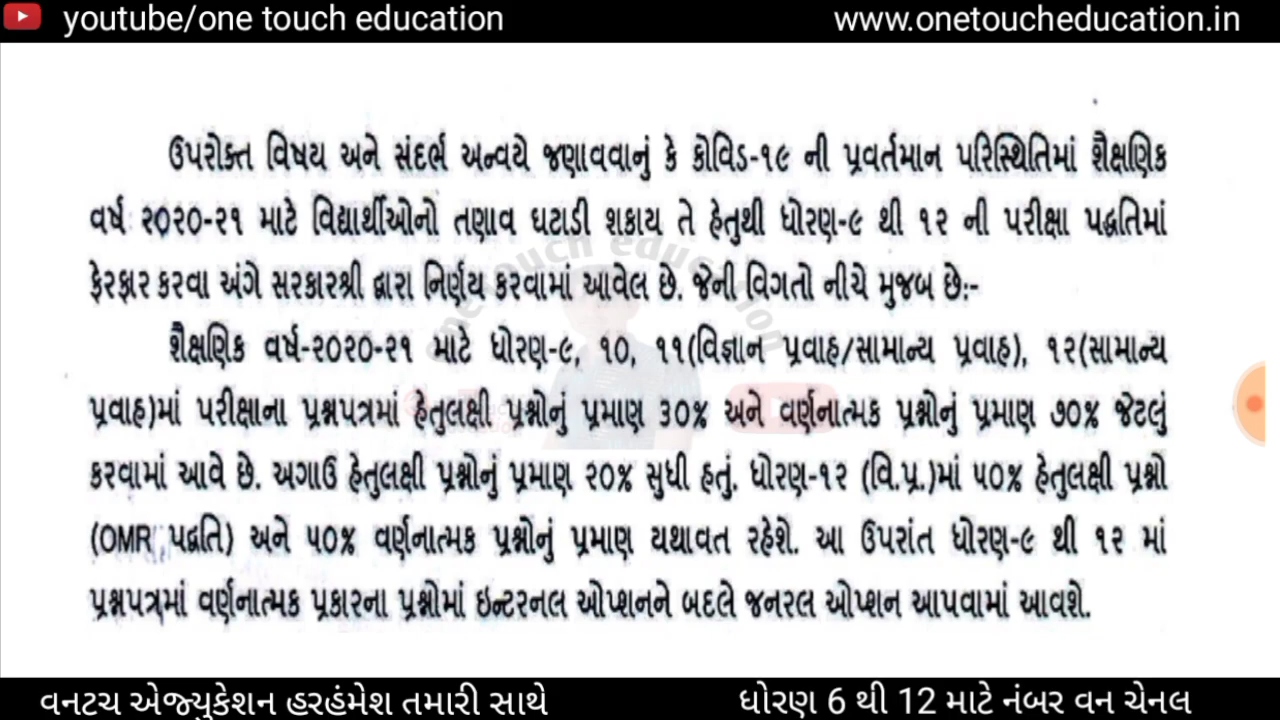 youtube/one touch education
www.onetoucheducation.in
ઉપરોક્ત વિષય અને સંદર્ભ અન્વયે જણાવવાનું કે કોવિડ-૧૯ ની પ્રવર્તમાન પરિસ્થિતિમાં શૈક્ષણિક
વર્ષ ૨૦૨૦-૨૧ માટે વિદ્યાર્થીઓનો તણાવ ઘટાડી શકાય તે હેતુથી ધોરણ-૯ થી ૧૨ ની પરીક્ષા પદ્ધતિમાં
ફેરફાર કરવા અંગે સરકારશ્રી દ્વારા નિર્ણય કરવામાં આવેલ છે. જેની વિગતો નીચે મુજબ છેઃ-
શૈક્ષણિક વર્ષ-૨૦૨૦-૨૧ માટે ધોરણ-૯, ૧૦, ૧૧(વિજ્ઞાન પ્રવાહ/સામાન્ય પ્રવાહ), ૧૨(સામાન્ય
પ્રવાહ)માં પરીક્ષાના પ્રશ્નપત્રમાં હેતુલક્ષી પ્રશ્નોનું પ્રમાણ ૩૦% અને વર્ણનાત્મક પ્રશ્નોનું પ્રમાણ ૭૦% જેટલું
કરવામાં આવે છે. અગાઉ હેતુલક્ષી પ્રશ્નોનું પ્રમાણ ૨૦% સુધી હતું. ધોરણ-૧૨ (વિ.પ્ર.)માં ૫૦% હેતુલક્ષી પ્રશ્નો
(OMR પદ્વતિ) અને ૫૦% વર્ણનાત્મક પ્રશ્નોનું પ્રમાણ યથાવત રહેશે. આ ઉપરાંત ધોરણ-૯ થી ૧૨ માં
પ્રશ્નપત્રમાં વર્ણનાત્મક પ્રકારના પ્રશ્નોમાં ઇન્ટરનલ ઓપ્શનને બદલે જનરલ ઓપ્શન આપવામાં આવશે.
one touch education
વનટચ એજ્યુકેશન હરહંમેશ તમારી સાથે
ધોરણ 6 થી 12 માટે નંબર વન ચેનલ